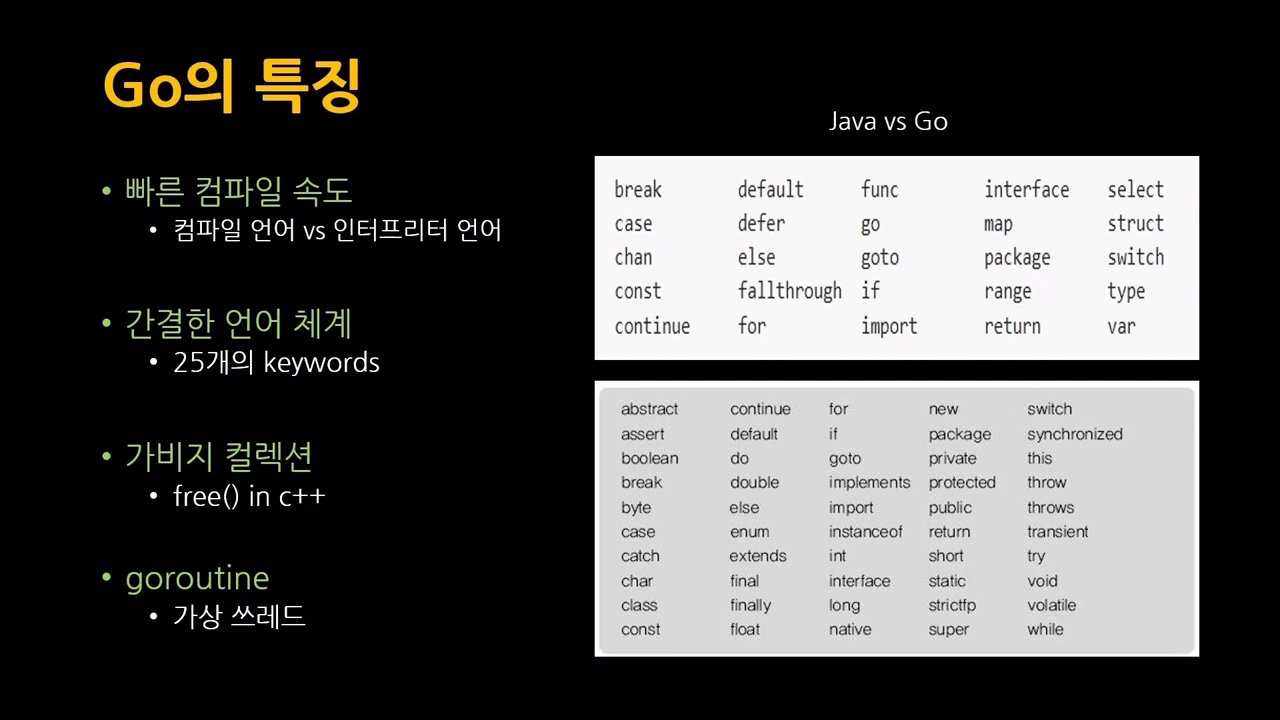 Go의 특징
• 빠른 컴파일 속도
• 컴파일 언어 vs 인터프리터 언어
• 간결한 언어 체계
• 25개의 keywords
• 가비지 컬렉션
• free() in c++
• goroutine
• 가상 쓰레드
Java vs Go
break default func interface select
case defer go map struct
chan else goto package switch
const fallthrough if range type
continue for import return var
abstract continue for new switch
assert default if package synchronized
boolean do goto private this
break double implements protected throw
byte else import public throws
case enum instanceof return transient
catch extends int short try
char final interface static void
class finally long strictfp volatile
const float native super while